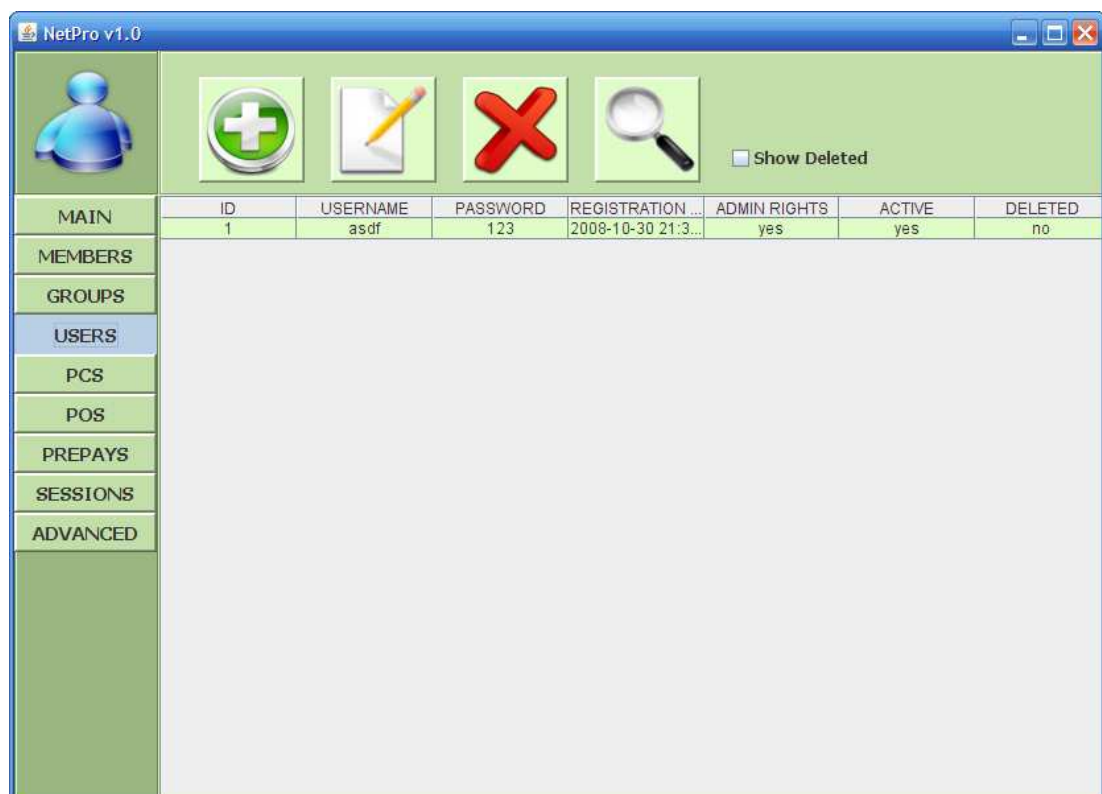 NetPro v1.0
Show Deleted
MAIN
MEMBERS
GROUPS
USERS
PCS
POS
PREPAYS
SESSIONS
ADVANCED
ID USERNAME PASSWORD REGISTRATION ... ADMIN RIGHTS ACTIVE DELETED
1 asdf 123 2008-10-30 21:3... yes yes no